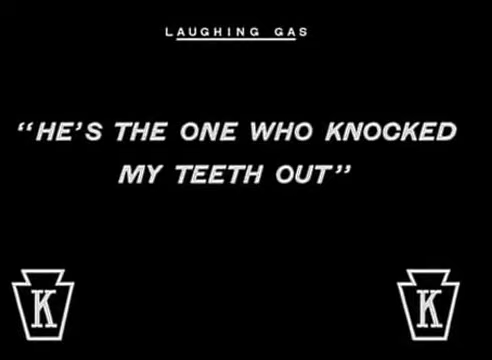 LAUGHING GAS
“HE’S THE ONE WHO KNOCKED
MY TEETH OUT”
K K